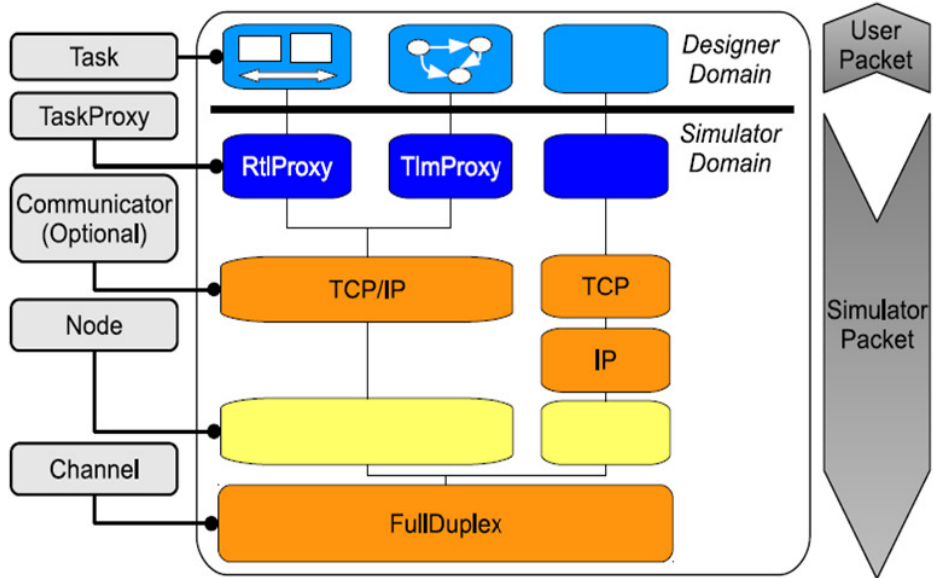 Task
TaskProxy
Communicator
(Optional)
Node
Channel
Designer
Domain
Simulator
Domain
RtlProxy
TlmProxy
TCP/IP
TCP
IP
FullDuplex
User
Packet
Simulator
Packet